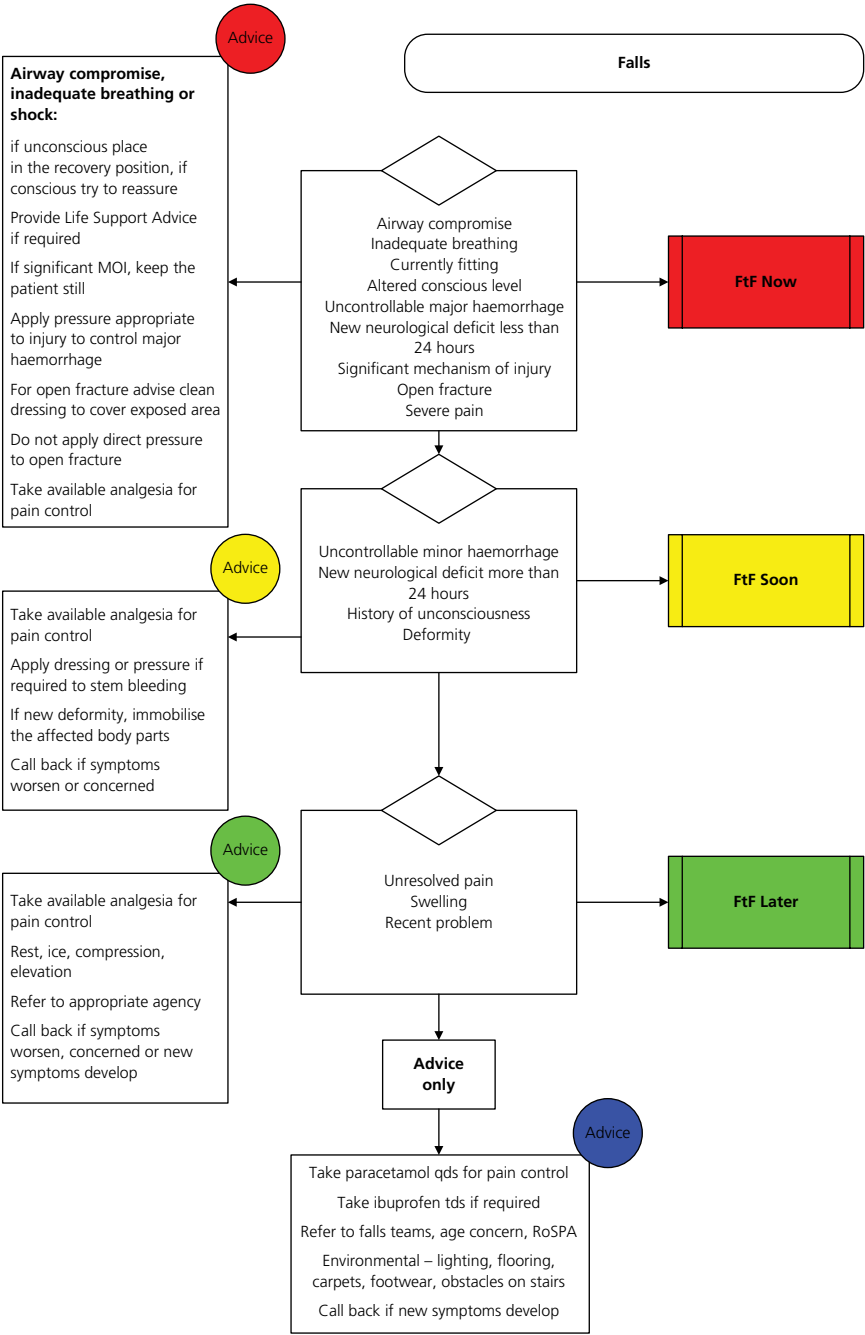 Falls
Advice
Airway compromise,
inadequate breathing or
shock:
if unconscious place
in the recovery position, if
conscious try to reassure
Provide Life Support Advice
if required
If significant MOI, keep the
patient still
Apply pressure appropriate
to injury to control major
haemorrhage
For open fracture advise clean
dressing to cover exposed area
Do not apply direct pressure
to open fracture
Take available analgesia for
pain control
Airway compromise
Inadequate breathing
Currently fitting
Altered conscious level
Uncontrollable major haemorrhage
New neurological deficit less than
24 hours
Significant mechanism of injury
Open fracture
Severe pain
FtF Now
Advice
Take available analgesia for
pain control
Apply dressing or pressure if
required to stem bleeding
If new deformity, immobilise
the affected body parts
Call back if symptoms
worsen or concerned
Uncontrollable minor haemorrhage
New neurological deficit more than
24 hours
History of unconsciousness
Deformity
FtF Soon
Advice
Take available analgesia for
pain control
Rest, ice, compression,
elevation
Refer to appropriate agency
Call back if symptoms
worsen, concerned or new
symptoms develop
Unresolved pain
Swelling
Recent problem
FtF Later
Advice
only
Advice
Take paracetamol qds for pain control
Take ibuprofen tds if required
Refer to falls teams, age concern, RoSPA
Environmental – lighting, flooring,
carpets, footwear, obstacles on stairs
Call back if new symptoms develop